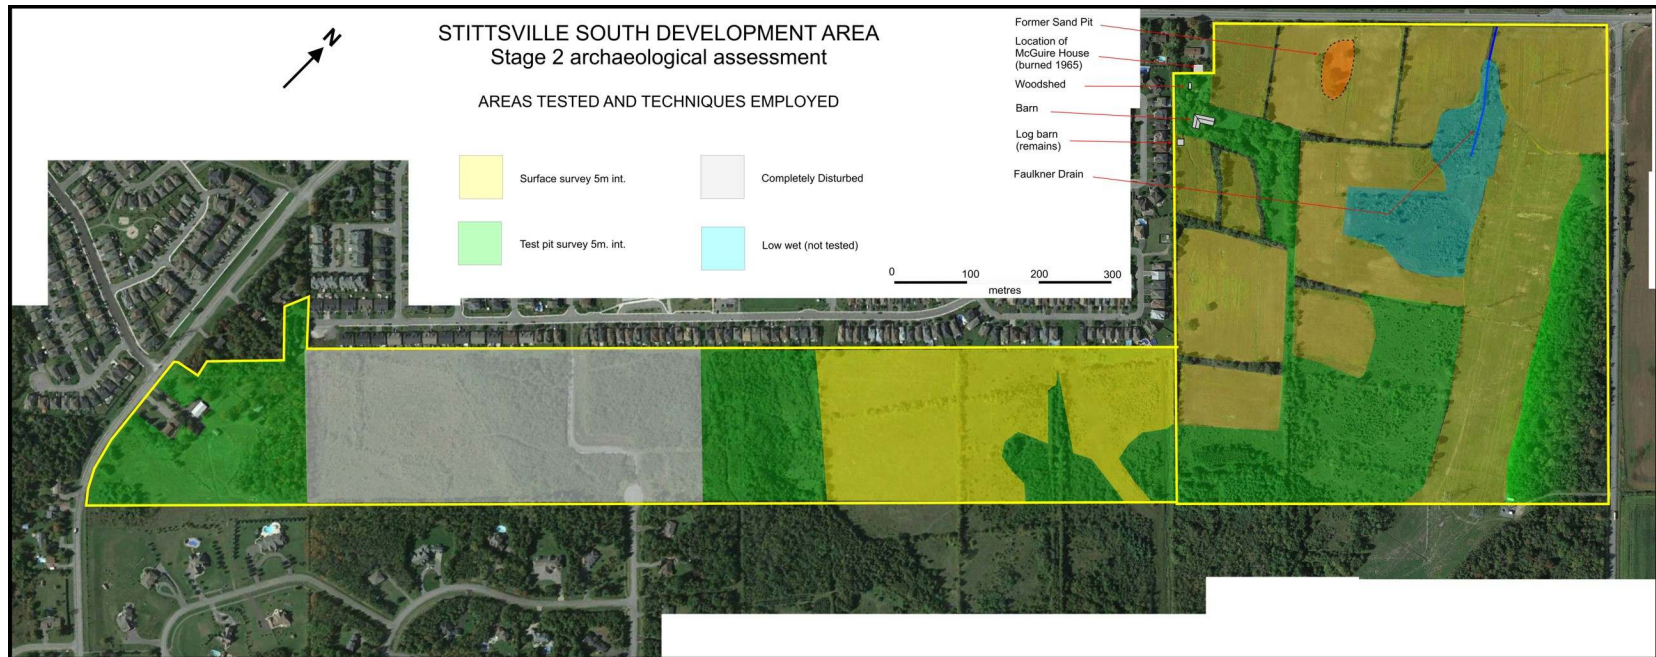 STITTSVILLE SOUTH DEVELOPMENT AREA
Stage 2 archaeological assessment
AREAS TESTED AND TECHNIQUES EMPLOYED
N
Surface survey 5m int.
Completely Disturbed
Test pit survey 5m. int.
Low wet (not tested)
0 100 200 300
metres
Former Sand Pit
Location of
McGuire House
(burned 1965)
Woodshed
Barn
Log barn
(remains)
Faulkner Drain